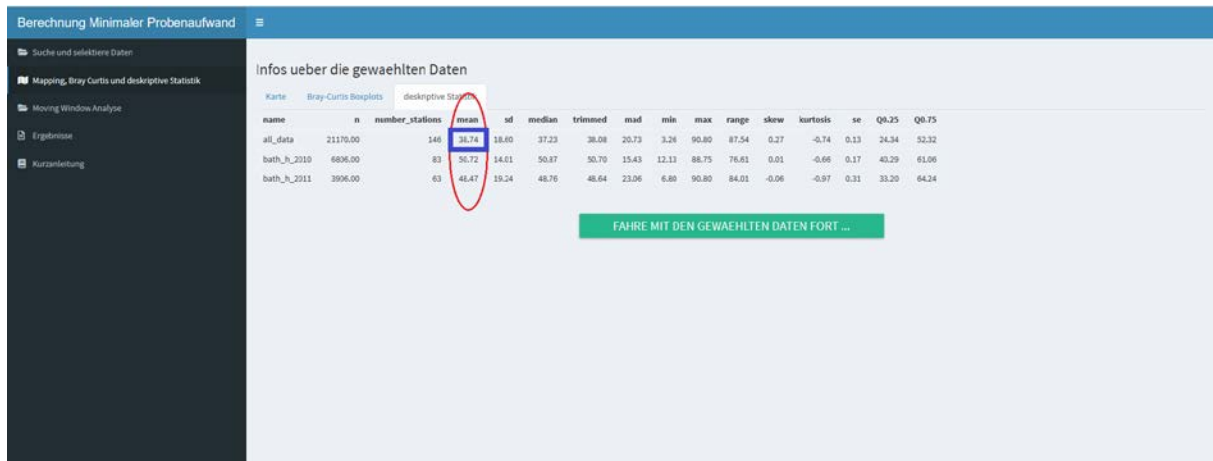 Berechnung Minimaler Probenaufwand
Suche und selektiere Daten
Mapping, Bray Curtis und deskriptive Statistik
Moving Window Analyse
Ergebnisse
Kurzanleitung
Infos ueber die gewaehlten Daten
Karte Bray-Curtis Boxplots deskriptive Statistik
name n number_stations mean sd median trimmed mad min max range skew kurtosis se Q0.25 Q0.75
all_data 21170.00 146 38.74 18.60 37.23 38.08 20.73 3.26 90.80 87.54 0.27 -0.74 0.13 24.34 52.32
bath_h_2010 6806.00 83 50.72 14.01 50.87 50.70 15.43 12.13 88.75 76.61 0.01 -0.66 0.17 40.29 61.06
bath_h_2011 3906.00 63 48.47 19.24 48.76 48.64 23.06 6.80 90.80 84.01 -0.06 -0.97 0.31 33.20 64.24
FAHRE MIT DEN GEWAEHLTEN DATEN FORT ...